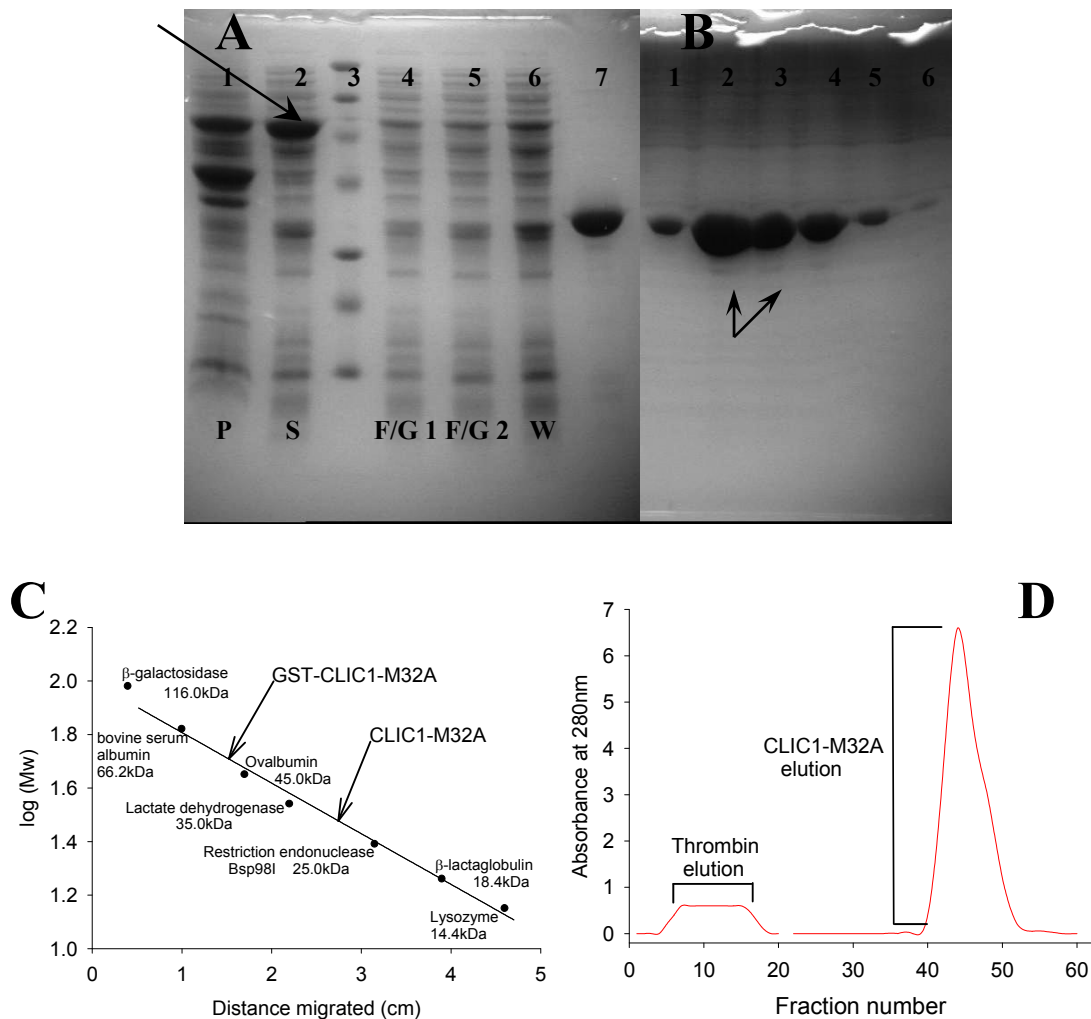 A
B
1 2 3 4 5 6 7
1 2 3 4 5 6
P S F/G 1 F/G 2 W
C
D
2.2
2.0
1.8
1.6
1.4
1.2
1.0
log (Mw)
β-galactosidase
116.0kDa
GST-CLIC1-M32A
CLIC1-M32A
bovine serum
albumin
66.2kDa
Ovalbumin
45.0kDa
Lactate dehydrogenase
35.0kDa
Restriction endonuclease
Bsp98I 25.0kDa
β-lactaglobulin
18.4kDa
Lysozyme
14.4kDa
0 1 2 3 4 5
Distance migrated (cm)
7
6
5
4
3
2
1
0
Absorbance at 280nm
CLIC1-M32A
elution
Thrombin
elution
0 10 20 30 40 50 60
Fraction number